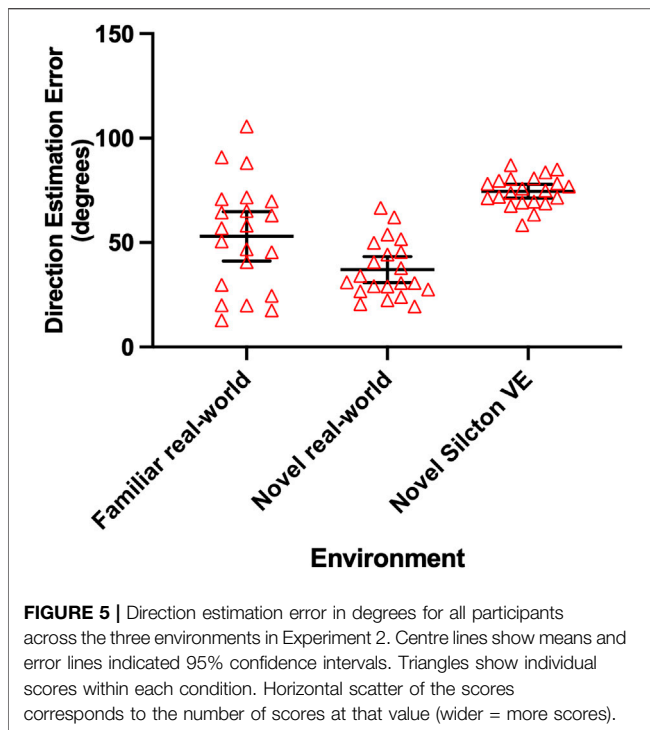 150
100
50
0
Direction Estimation Error
(degrees)
Familiar real-world
Novel real-world
Novel Silcton VE
Environment
FIGURE 5 | Direction estimation error in degrees for all participants
across the three environments in Experiment 2. Centre lines show means and
error lines indicated 95% confidence intervals. Triangles show individual
scores within each condition. Horizontal scatter of the scores
corresponds to the number of scores at that value (wider = more scores).